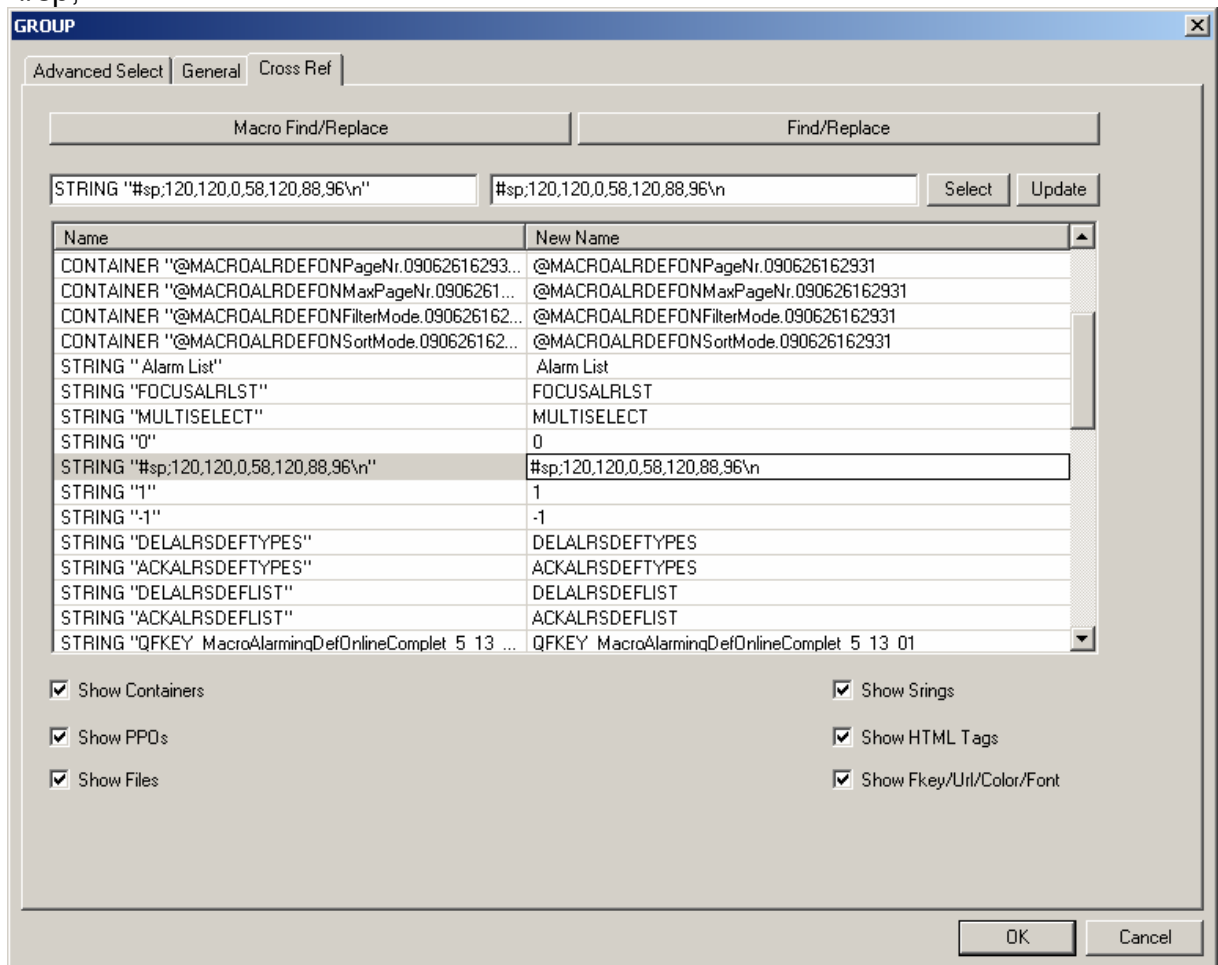 #sp;
GROUP
Advanced Select General Cross Ref
Macro Find/Replace Find/Replace
STRING "#sp;120,120,0,58,120,88,96\n" #sp;120,120,0,58,120,88,96\n Select Update
Name New Name
CONTAINER "@MACROALRDEFONPageNr.09062616293... @MACROALRDEFONPageNr.090626162931
CONTAINER "@MACROALRDEFONMaxPageNr.0906261... @MACROALRDEFONMaxPageNr.090626162931
CONTAINER "@MACROALRDEFONFilterMode.090626162... @MACROALRDEFONFilterMode.090626162931
CONTAINER "@MACROALRDEFONSortMode.090626162... @MACROALRDEFONSortMode.090626162931
STRING " Alarm List" Alarm List
STRING "FOCUSALRLST" FOCUSALRLST
STRING "MULTISELECT" MULTISELECT
STRING "0" 0
STRING "#sp;120,120,0,58,120,88,96\n" #sp;120,120,0,58,120,88,96\n
STRING "1" 1
STRING "-1" -1
STRING "DELALRSDEFTYPES" DELALRSDEFTYPES
STRING "ACKALRSDEFTYPES" ACKALRSDEFTYPES
STRING "DELALRSDEFLIST" DELALRSDEFLIST
STRING "ACKALRSDEFLIST" ACKALRSDEFLIST
STRING "QFKEY_MacroAlarmingDefOnlineComplet_5_13_... QFKEY_MacroAlarmingDefOnlineComplet_5_13_01
Show Containers Show Srings
Show PPOs Show HTML Tags
Show Files Show Fkey/Url/Color/Font
OK Cancel